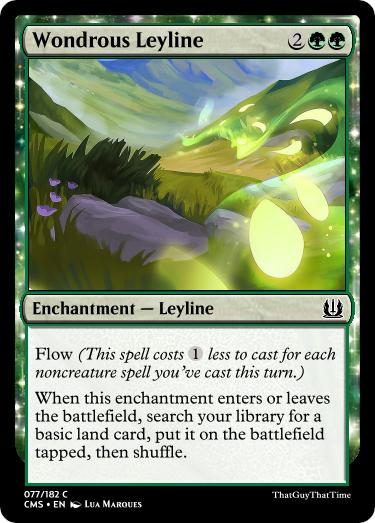 Wondrous Leyline 2
Enchantment — Leyline
Flow (This spell costs 1 less to cast for each
noncreature spell you've cast this turn.)
When this enchantment enters or leaves
the battlefield, search your library for a
basic land card, put it on the battlefield
tapped, then shuffle.
077/182 C
CMS • EN Lua Marques
ThatGuyThatTime